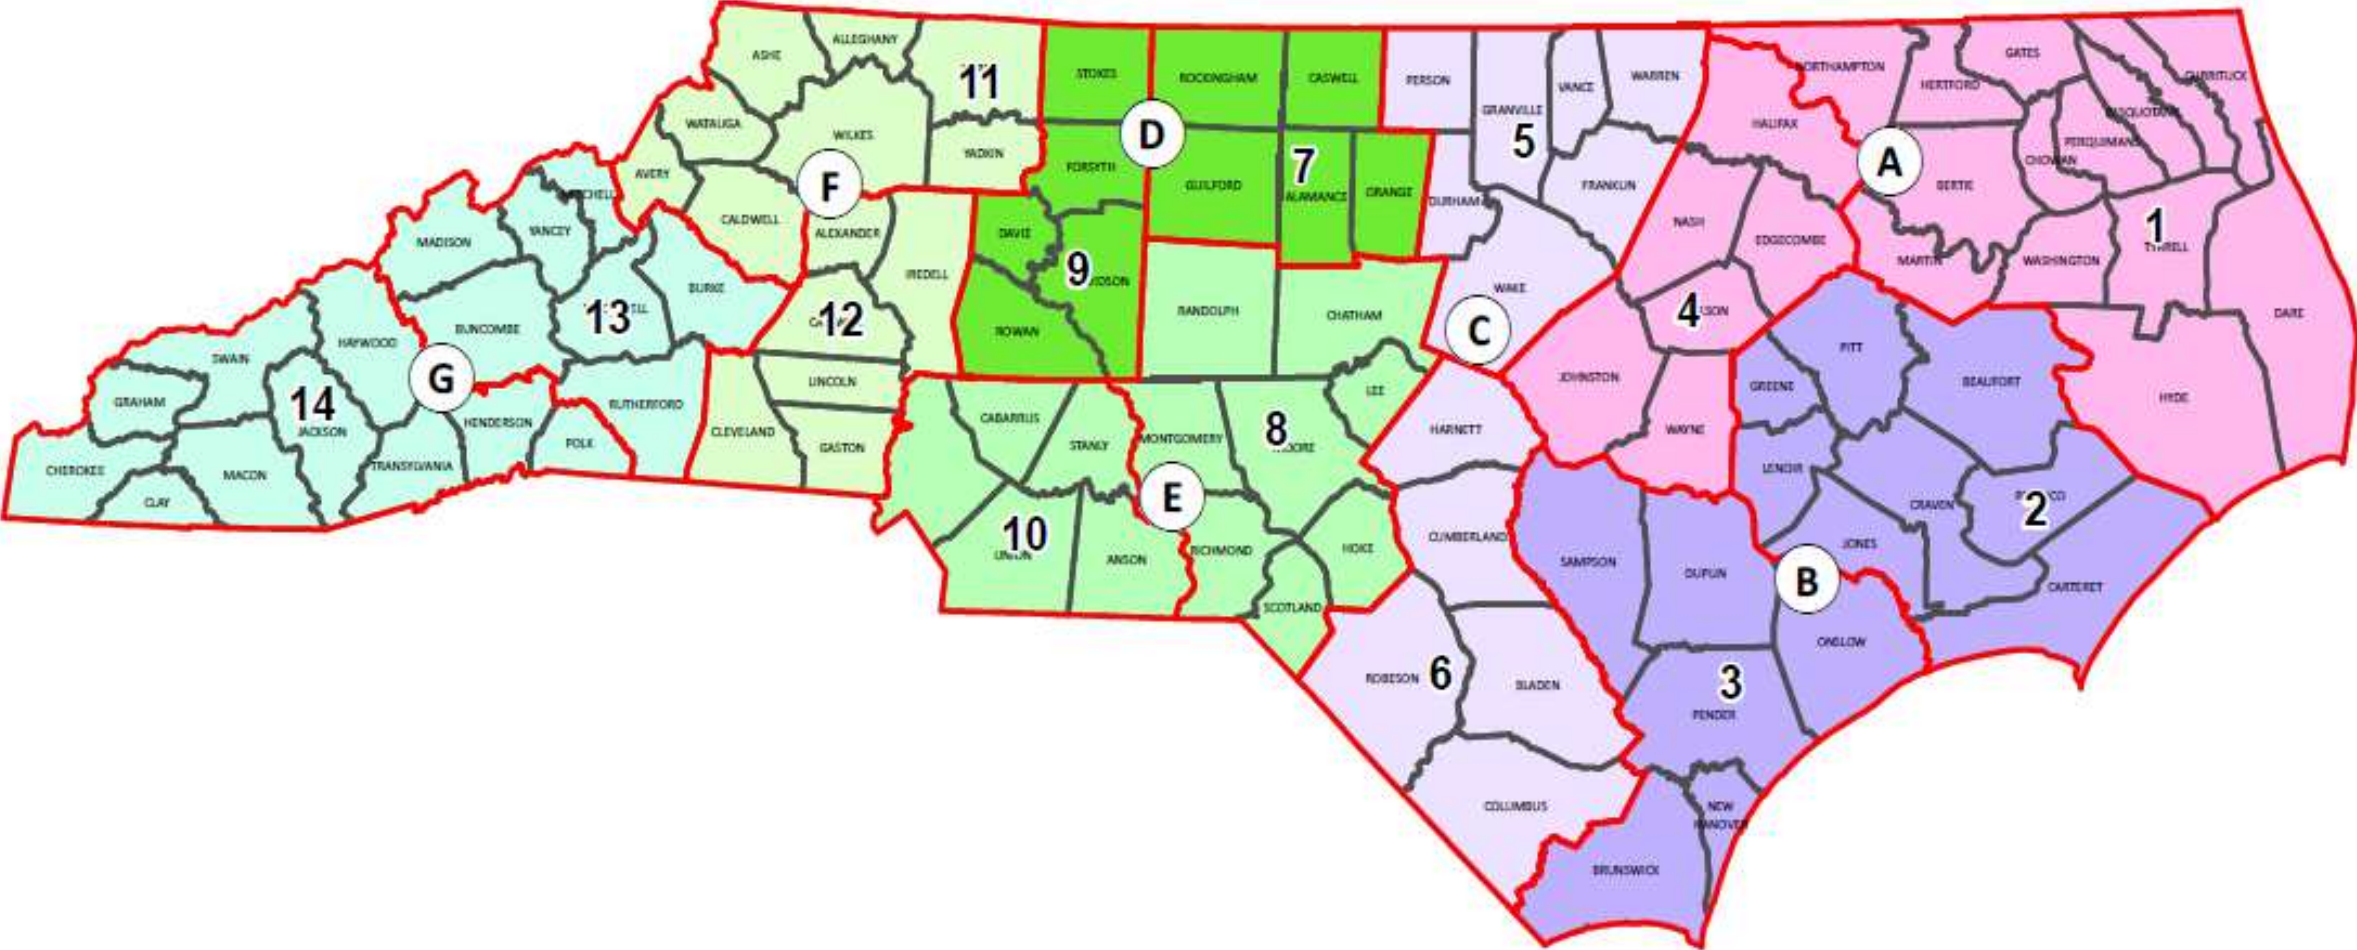 ASHE
ALLEGHANY
11
STOKES
ROCKINGHAM
CASWELL
PERSON
GRANVILLE
VANCE
WARREN
NORTHAMPTON
GATES
HERTFORD
CURRITUCK
WATAUGA
WILKES
YADKIN
D
FORSYTH
GUILFORD
7
ALAMANCE
ORANGE
DURHAM
5
FRANKLIN
HALIFAX
A
BERTIE
CHOWAN
PERQUIMANS
PASQUOTANK
AVERY
F
CALDWELL
ALEXANDER
IREDELL
DAVIE
9
ROWAN
RANDOLPH
CHATHAM
WAKE
C
NASH
EDGECOMBE
MARTIN
WASHINGTON
1
DARE
HYDE
MITCHELL
YANCEY
MADISON
BUNCOMBE
13
BURKE
12
LINCOLN
GASTON
CLEVELAND
RUTHERFORD
POLK
HENDERSON
G
HAYWOOD
SWAIN
GRAHAM
14
JACKSON
TRANSYLVANIA
MACON
CLAY
CHEROKEE
CABARRUS
STANLY
MONTGOMERY
8
LEE
HARNETT
JOHNSTON
4
WAYNE
GREENE
PITT
BEAUFORT
LENOIR
CRAVEN
2
JONES
CARTERET
10
UNION
ANSON
E
RICHMOND
HOKE
SCOTLAND
CUMBERLAND
SAMPSON
DUPLIN
B
ONSLOW
ROBESON
6
BLADEN
3
PENDER
COLUMBUS
NEW
HANOVER
BRUNSWICK